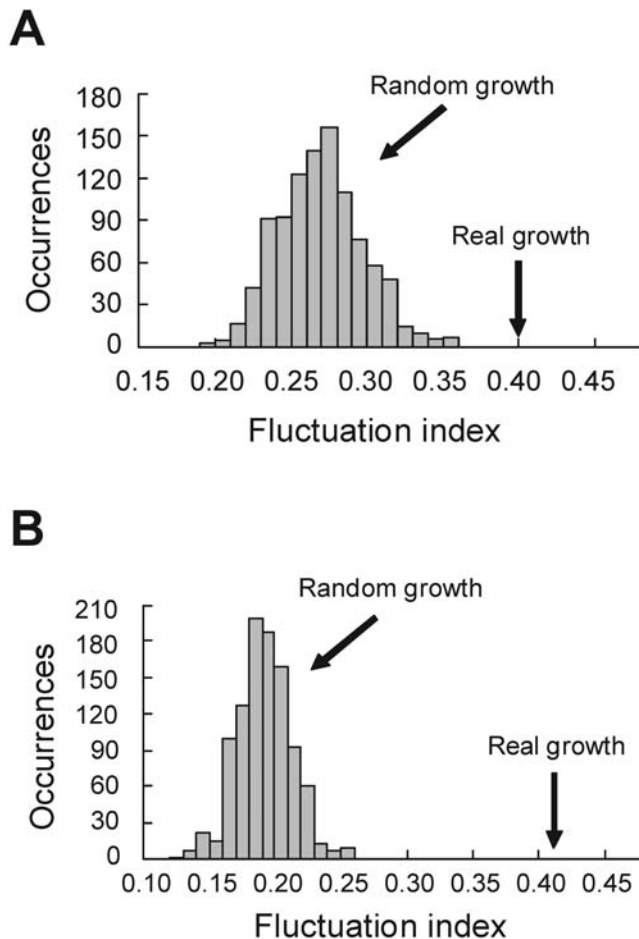 A
Random growth
Real growth
180
150
120
90
60
30
0
Occurrences
0.15 0.20 0.25 0.30 0.35 0.40 0.45
Fluctuation index
B
Random growth
Real growth
210
180
150
120
90
60
30
0
Occurrences
0.10 0.15 0.20 0.25 0.30 0.35 0.40 0.45
Fluctuation index